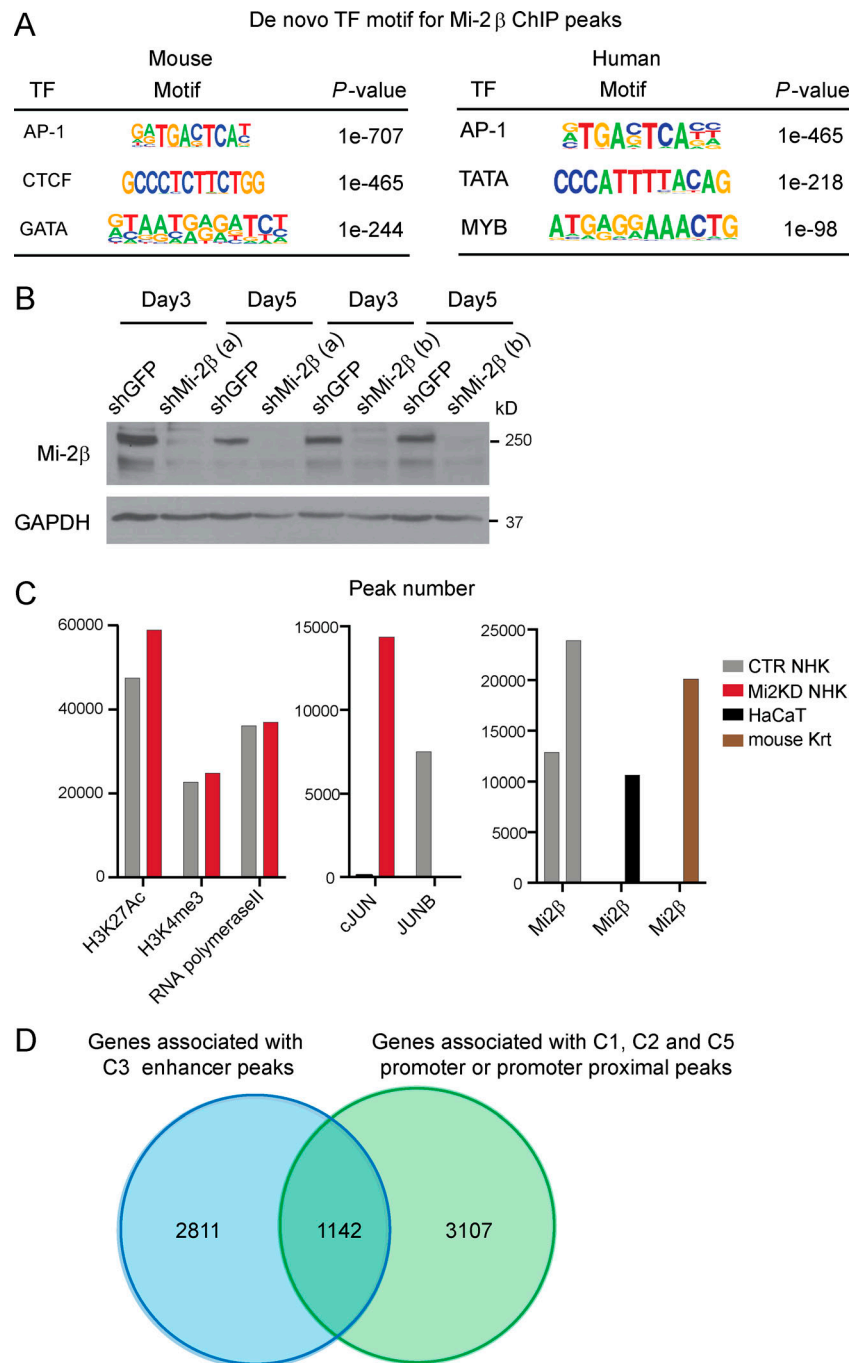 A
De novo TF motif for Mi-2β ChIP peaks
Mouse
TF Motif P-value
AP-1 GATGACTCAT 1e-707
CTCF GCCCTCTTCTGG 1e-465
GATA GTAATGAGATCT 1e-244
Human
TF Motif P-value
AP-1 GTGAGTCACC 1e-465
TATA CCCATTTTACAG 1e-218
MYB ATGAGGAAACTG 1e-98
B
Day3 Day5 Day3 Day5
shGFP shMi-2β (a) shGFP shMi-2β (a) shGFP shMi-2β (b) shGFP shMi-2β (b)
kD
Mi-2β 250
GAPDH 37
C
Peak number
60000
40000
20000
0
H3K27Ac H3K4me3 RNA polymeraseII
15000
10000
5000
0
cJUN JUNB
25000
20000
15000
10000
5000
0
Mi2β Mi2β Mi2β
CTR NHK
Mi2KD NHK
HaCaT
mouse Krt
D
Genes associated with
C3 enhancer peaks
Genes associated with C1, C2 and C5
promoter or promoter proximal peaks
2811 1142 3107